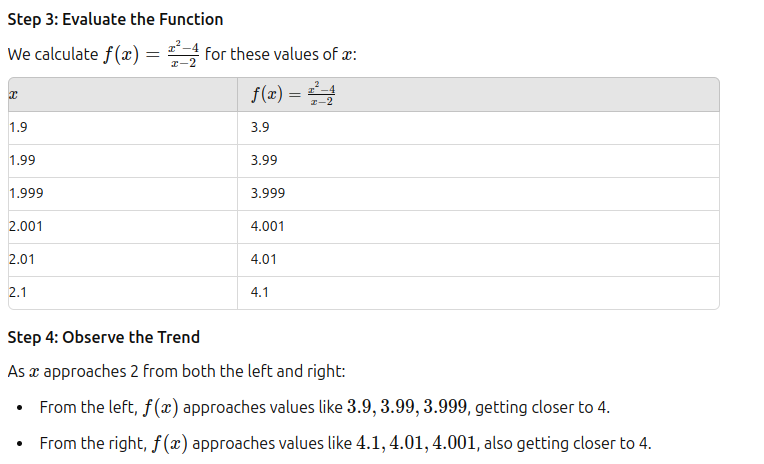 Step 3: Evaluate the Function
We calculate f(x) = \frac{x^2-4}{x-2} for these values of x:
x f(x) = \frac{x^2-4}{x-2}
1.9 3.9
1.99 3.99
1.999 3.999
2.001 4.001
2.01 4.01
2.1 4.1
Step 4: Observe the Trend
As x approaches 2 from both the left and right:
• From the left, f(x) approaches values like 3.9, 3.99, 3.999, getting closer to 4.
• From the right, f(x) approaches values like 4.1, 4.01, 4.001, also getting closer to 4.